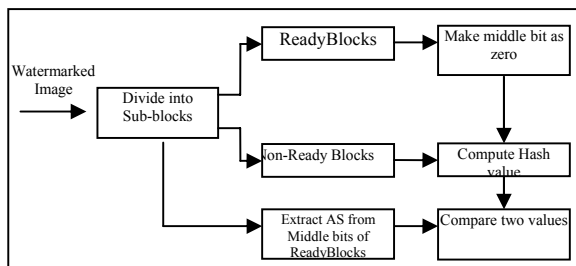 ReadyBlocks
Make middle bit as
zero
Watermarked
Image
Divide into
Sub-blocks
Non-Ready Blocks
Compute Hash
value
Extract AS from
Middle bits of
ReadyBlocks
Compare two values